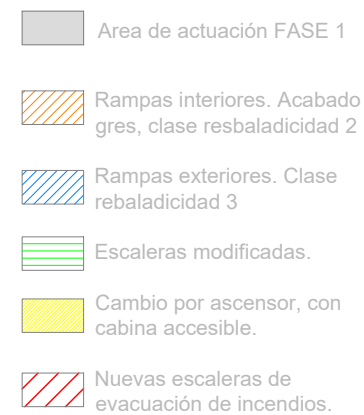 Area de actuación FASE 1
Rampas interiores. Acabado
gres, clase resbaladicidad 2
Rampas exteriores. Clase
rebaladicidad 3
Escaleras modificadas.
Cambio por ascensor, con
cabina accesible.
Nuevas escaleras de
evacuación de incendios.